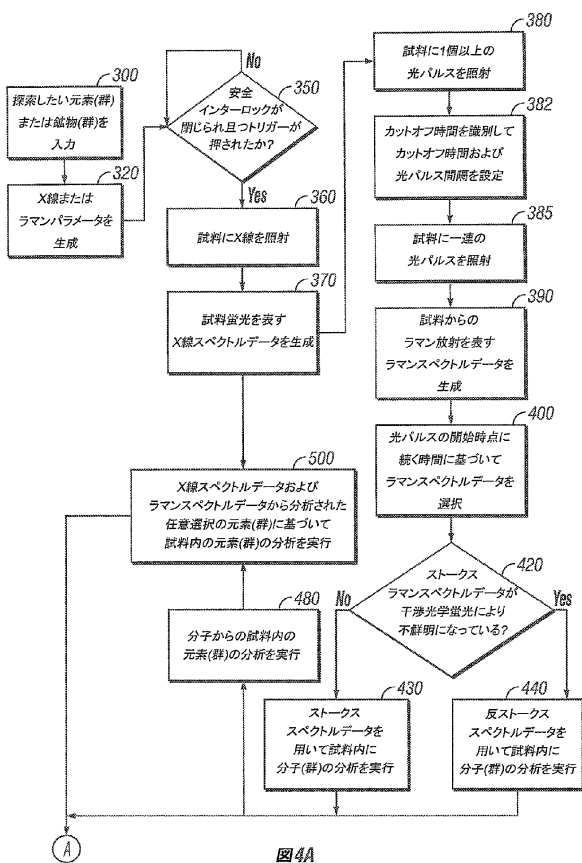 300
探索したい元素(群)
または鉱物(群)を
入力
320
X線または
ラマンパラメータを
生成
No
350
安全
インターロックが
閉じられ且つトリガーが
押されたか?
Yes
360
試料にX線を照射
370
試料蛍光を表す
X線スペクトルデータを生成
380
試料に1個以上の
光パルスを照射
382
カットオフ時間を識別して
カットオフ時間および
光パルス間隔を設定
385
試料に一連の
光パルスを照射
390
試料からの
ラマン放射を表す
ラマンスペクトルデータを
生成
400
光パルスの開始時点に
続く時間に基づいて
ラマンスペクトルデータを
選択
420
ストークス
ラマンスペクトルデータが
干渉光学蛍光により
不鮮明になっている?
No
Yes
430
ストークス
スペクトルデータを
用いて試料内に
分子(群)の分析を実行
440
反ストークス
スペクトルデータを
用いて試料内に
分子(群)の分析を実行
480
分子からの試料内の
元素(群)の分析を実行
500
X線スペクトルデータおよび
ラマンスペクトルデータから分析された
任意選択の元素(群)に基づいて
試料内の元素(群)の分析を実行
A
図4A